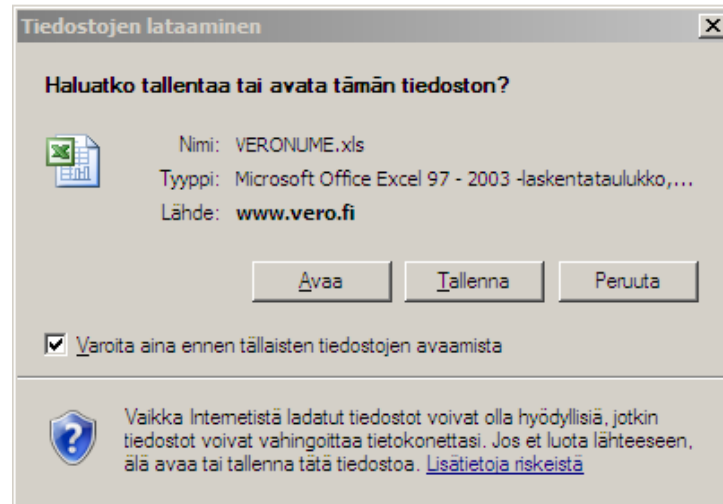 Tiedostojen lataaminen
Haluatko tallentaa tai avata tämän tiedoston?
Nimi: VERONUME.xls
Tyyppi: Microsoft Office Excel 97 - 2003 -laskentataulukko,...
Lähde: www.vero.fi
Avaa Tallenna Peruuta
Varoita aina ennen tällaisten tiedostojen avaamista
Vaikka Internetistä ladatut tiedostot voivat olla hyödyllisiä, jotkin
tiedostot voivat vahingoittaa tietokonettasi. Jos et luota lähteeseen,
älä avaa tai tallenna tätä tiedostoa. Lisätietoja riskeistä